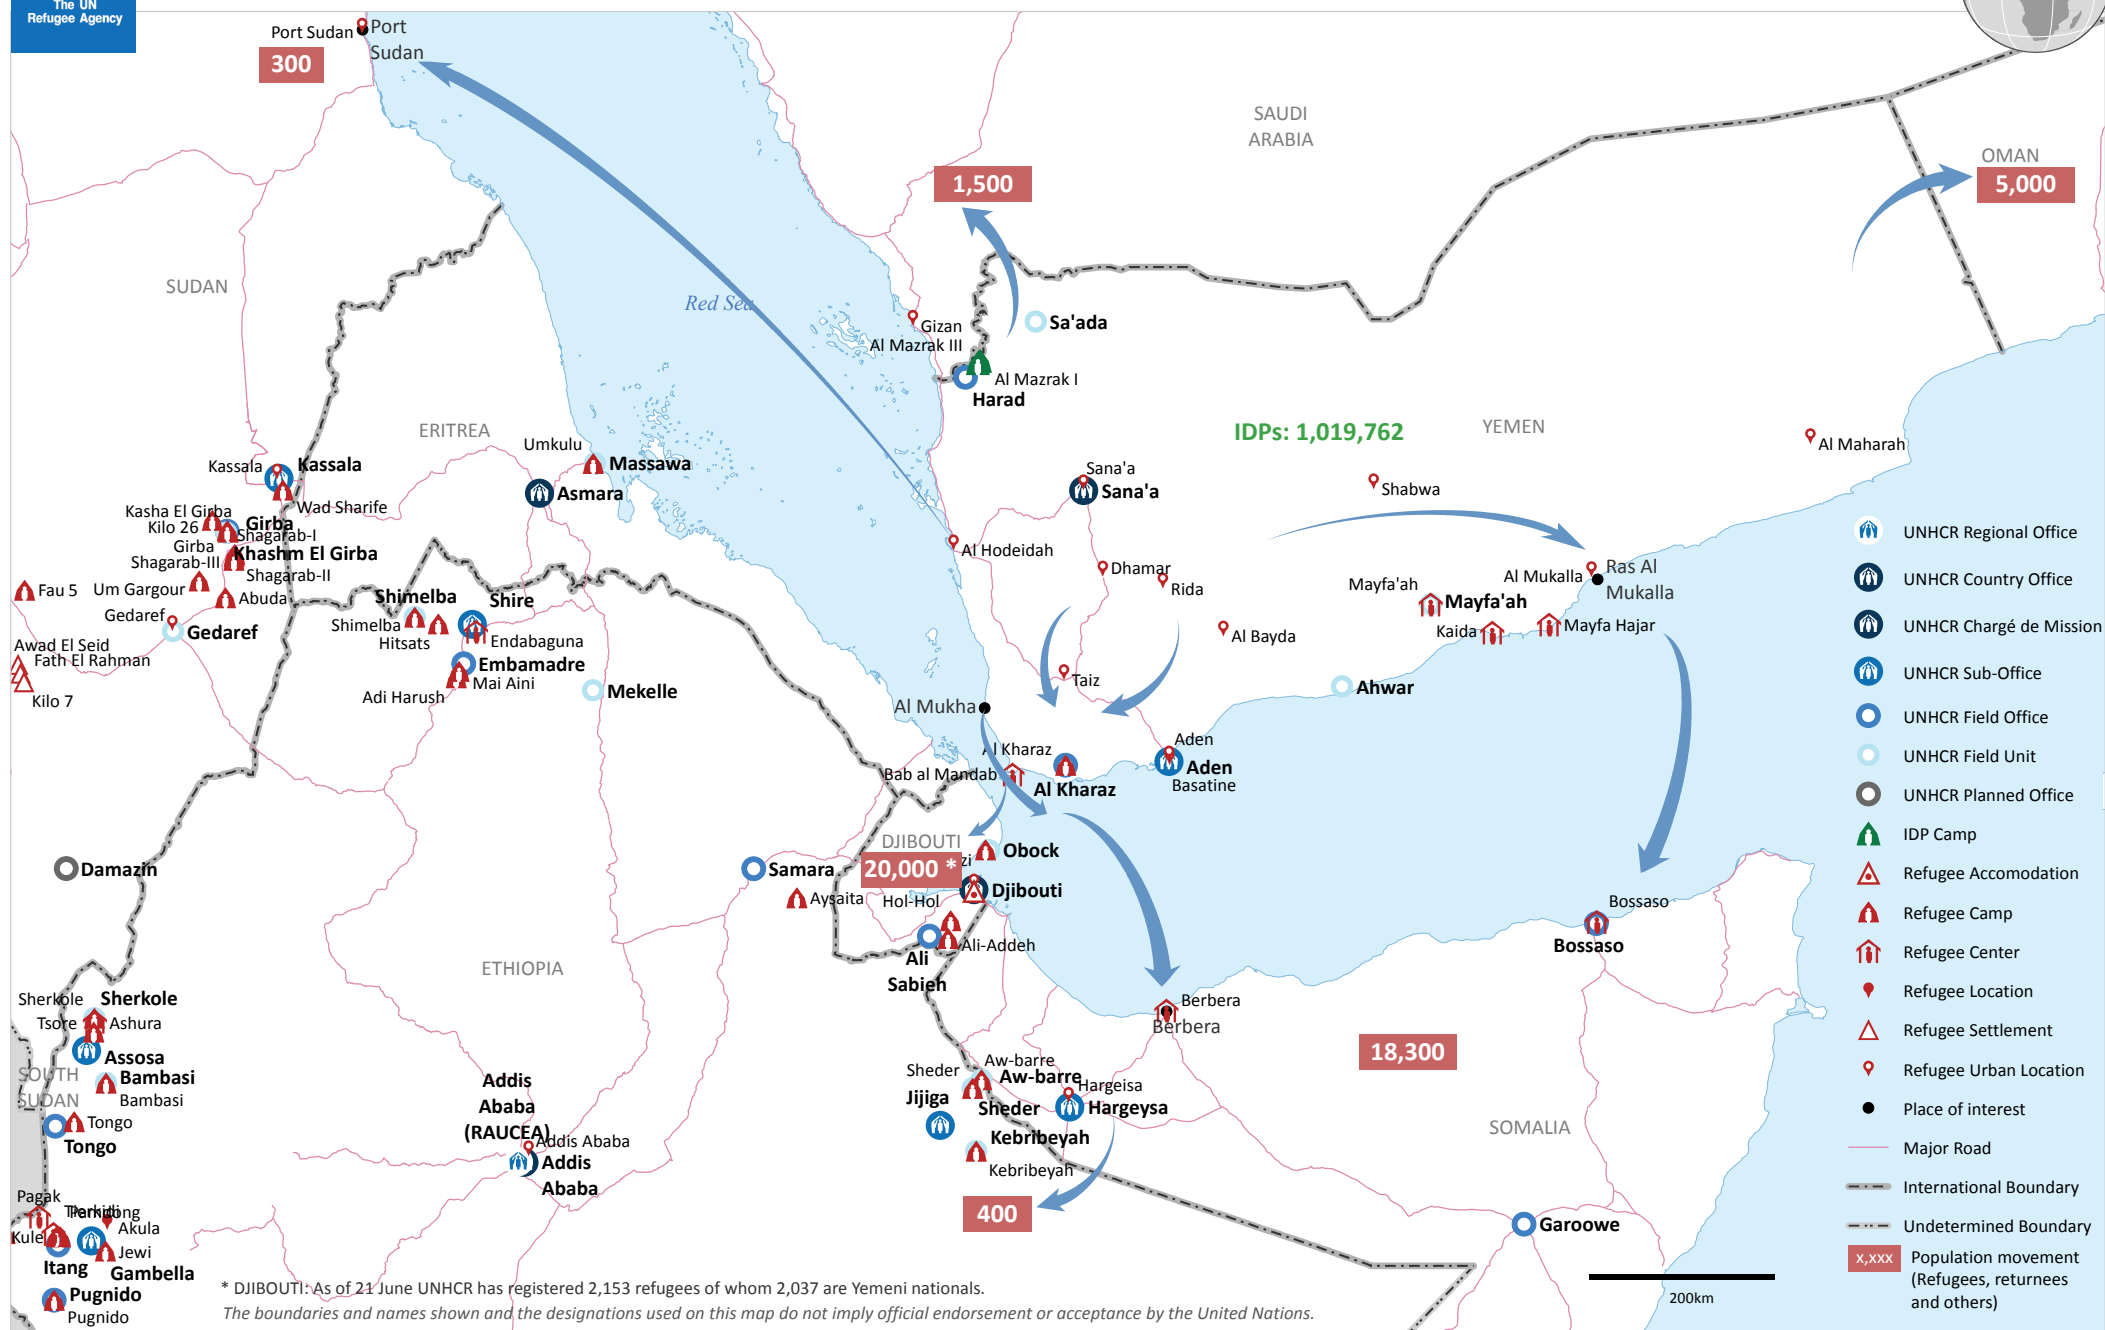 The UN
Refugee Agency
Port Sudan
Port
Sudan
300
SAUDI
ARABIA
OMAN
5,000
1,500
SUDAN
Red Sea
Gizan
Al Mazrak III
Sa'ada
Al Mazrak I
Harad
IDPs: 1,019,762
YEMEN
Al Maharah
ERITREA
Umkulu
Massawa
Asmara
Kassala
Kassala
Wad Sharife
Kasha El Girba
Kilo 26
Girba
Shagarab-I
Girba
Khashm El Girba
Shagarab-III
Shagarab-II
Fau 5
Um Gargour
Abuda
Gedaref
Gedaref
Awad El Seid
Fath El Rahman
Kilo 7
Sana'a
Sana'a
Shabwa
Al Hodeidah
Dhamar
Rida
Al Bayda
Taiz
Mayfa'ah
Mayfa'ah
Al Mukalla
Ras Al
Mukalla
Kaida
Mayfa Hajar
Ahwar
Shimelba
Shire
Shimelba
Hitsats
Endabaguna
Embamadre
Mai Aini
Adi Harush
Mekelle
Al Mukha
Al Kharaz
Bab al Mandab
Al Kharaz
Aden
Aden
Basatine
Damazin
Samara
Aysaita
DJIBOUTI
20,000 *
zi
Obock
Djibouti
Hol-Hol
Ali-Addeh
Ali
Sabieh
Bossaso
Bossaso
ETHIOPIA
Sherkole
Sherkole
Tsore
Ashura
Assosa
SOUTH
SUDAN
Bambasi
Bambasi
Tongo
Tongo
Berbera
Berbera
18,300
Aw-barre
Sheder
Aw-barre
Hargeisa
Jijiga
Sheder
Hargeysa
Kebribeyah
Kebribeyah
SOMALIA
Addis
Ababa
(RAUCEA)
Addis Ababa
Addis
Ababa
400
Garoowe
Pagak
Akula
Kule
Jewi
Itang
Gambella
Pugnido
Pugnido
UNHCR Regional Office
UNHCR Country Office
UNHCR Chargé de Mission
UNHCR Sub-Office
UNHCR Field Office
UNHCR Field Unit
UNHCR Planned Office
IDP Camp
Refugee Accomodation
Refugee Camp
Refugee Center
Refugee Location
Refugee Settlement
Refugee Urban Location
Place of interest
Major Road
International Boundary
Undetermined Boundary
x,xxx Population movement
(Refugees, returnees
and others)
200km
* DJIBOUTI: As of 21 June UNHCR has registered 2,153 refugees of whom 2,037 are Yemeni nationals.
The boundaries and names shown and the designations used on this map do not imply official endorsement or acceptance by the United Nations.